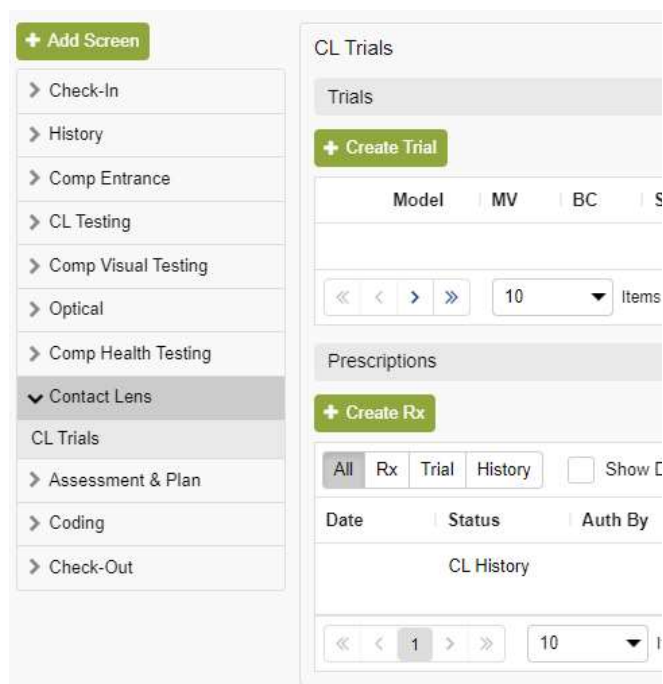 + Add Screen
Check-In
History
Comp Entrance
CL Testing
Comp Visual Testing
Optical
Comp Health Testing
Contact Lens
CL Trials
Assessment & Plan
Coding
Check-Out
CL Trials
Trials
+ Create Trial
Model MV BC S
10 Items
Prescriptions
+ Create Rx
All Rx Trial History Show D
Date Status Auth By
CL History
1 10